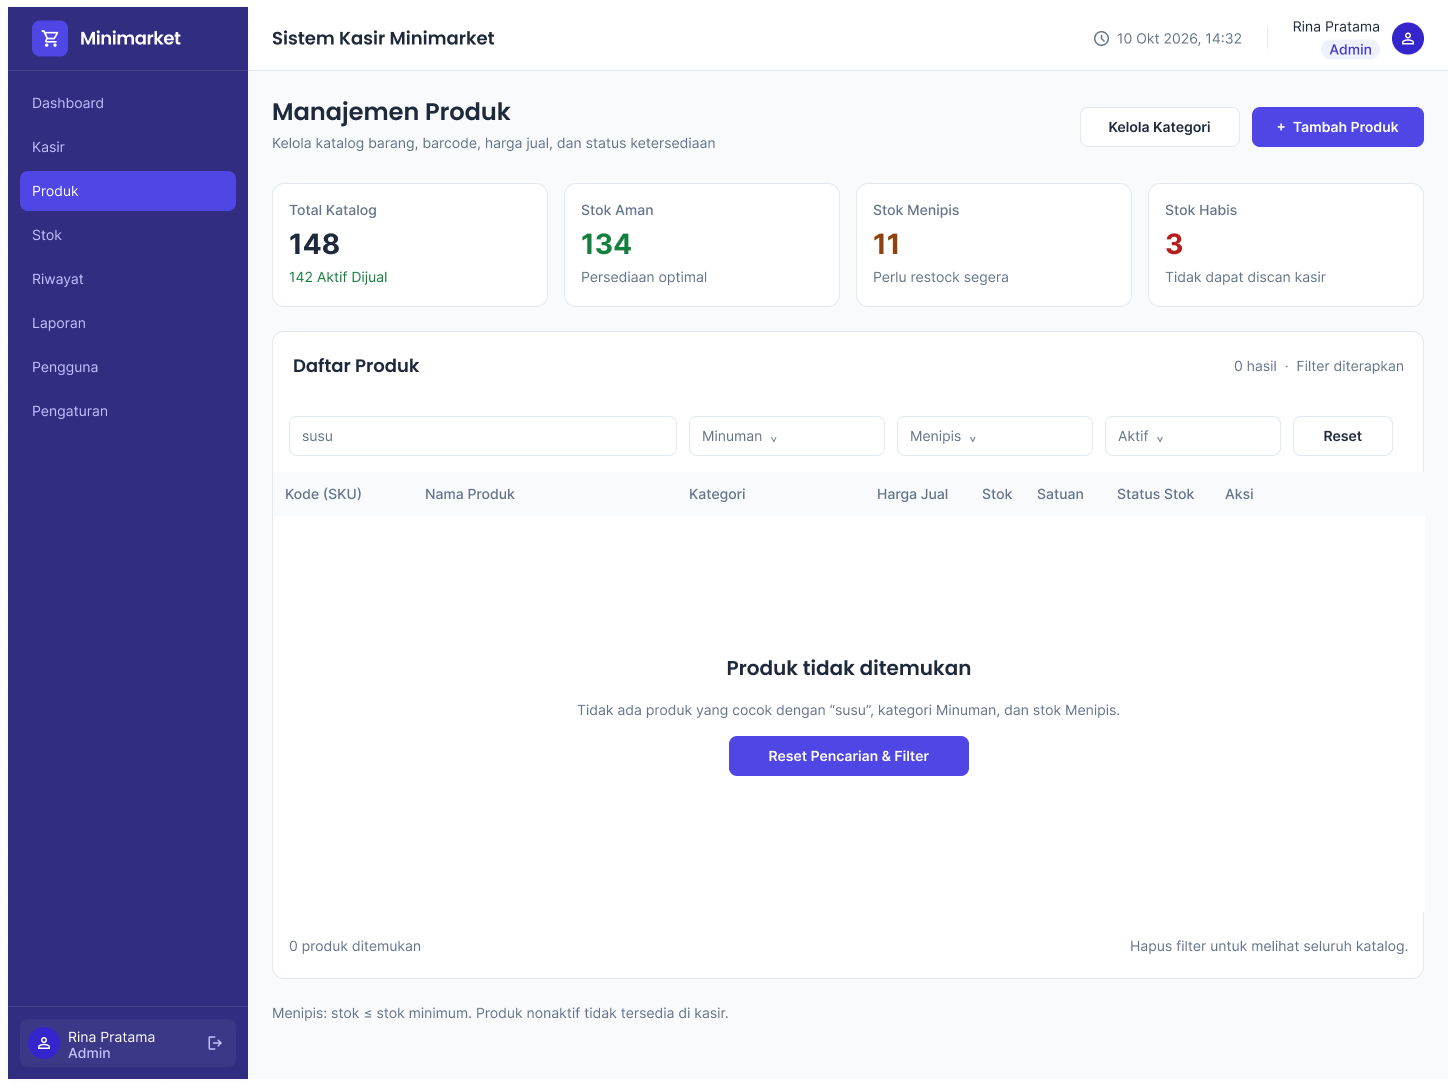 Minimarket
Dashboard
Kasir
Produk
Stok
Riwayat
Laporan
Pengguna
Pengaturan
Rina Pratama
Admin
Sistem Kasir Minimarket
10 Okt 2026, 14:32
Rina Pratama
Admin
Manajemen Produk
Kelola katalog barang, barcode, harga jual, dan status ketersediaan
Kelola Kategori
+ Tambah Produk
Total Katalog
148
142 Aktif Dijual
Stok Aman
134
Persediaan optimal
Stok Menipis
11
Perlu restock segera
Stok Habis
3
Tidak dapat discan kasir
Daftar Produk
0 hasil · Filter diterapkan
susu
Minuman
Menipis
Aktif
Reset
Kode (SKU) Nama Produk Kategori Harga Jual Stok Satuan Status Stok Aksi
Produk tidak ditemukan
Tidak ada produk yang cocok dengan “susu”, kategori Minuman, dan stok Menipis.
Reset Pencarian & Filter
0 produk ditemukan
Hapus filter untuk melihat seluruh katalog.
Menipis: stok ≤ stok minimum. Produk nonaktif tidak tersedia di kasir.